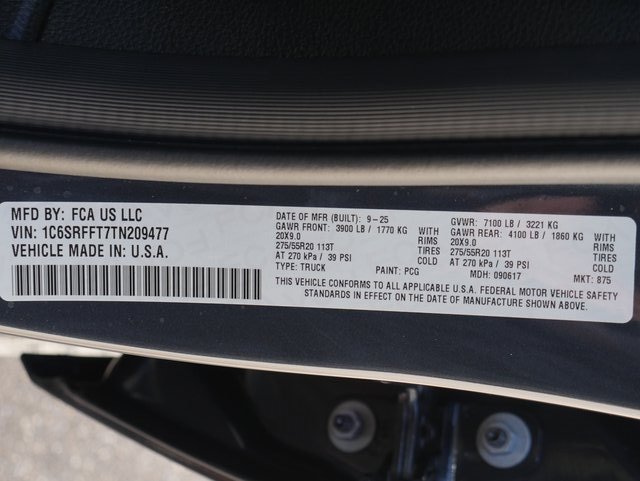 MFD BY: FCA US LLC
VIN: 1C6SRFFT7TN209477
VEHICLE MADE IN: U.S.A.
DATE OF MFR (BUILT): 9-25 GVWR: 7100 LB / 3221 KG
GAWR FRONT: 3900 LB / 1770 KG WITH GAWR REAR: 4100 LB / 1860 KG WITH
20X9.0 RIMS 20X9.0 RIMS
275/55R20 113T TIRES 275/55R20 113T TIRES
AT 270 kPa / 39 PSI COLD AT 270 kPa / 39 PSI COLD
TYPE: TRUCK PAINT: PCG MDH: 090617 MKT: 875
THIS VEHICLE CONFORMS TO ALL APPLICABLE U.S.A. FEDERAL MOTOR VEHICLE SAFETY
STANDARDS IN EFFECT ON THE DATE OF MANUFACTURE SHOWN ABOVE.